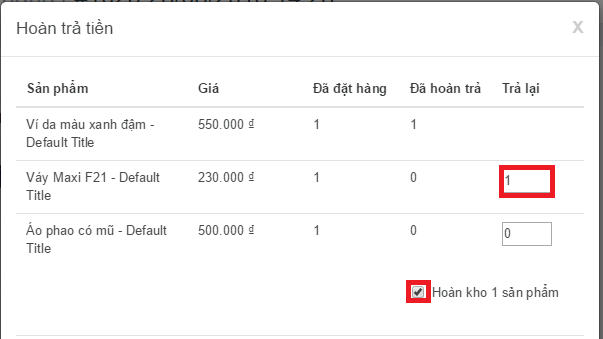 Hoàn trả tiền
X
Sản phẩm Giá Đã đặt hàng Đã hoàn trả Trả lại
Ví da màu xanh đậm - 550.000 ₫ 1 1
Default Title
Váy Maxi F21 - Default 230.000 ₫ 1 0 1
Title
Áo phao có mũ - Default 500.000 ₫ 1 0 0
Title
Hoàn kho 1 sản phẩm